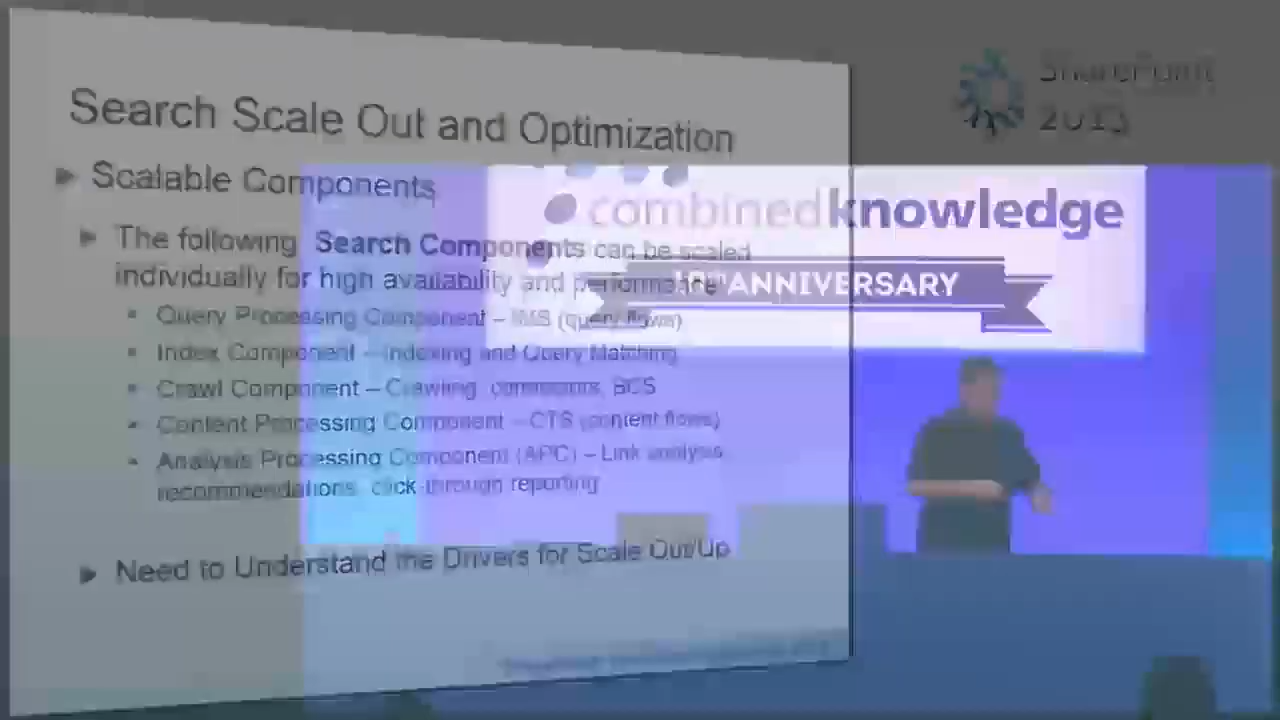 Search Scale Out and Optimization
Scalable Components
The following Search Components can be scaled
individually for high availability and performance
Query Processing Component – IMS (query flows)
Index Component – Indexing and Query Matching
Crawl Component – Crawling, connectors, BCS
Content Processing Component – CTS (content flows)
Analysis Processing Component (APC) – Link analysis,
recommendations, click-through reporting
Need to Understand the Drivers for Scale Out/Up
SharePoint
2013
combinedknowledge
ANNIVERSARY